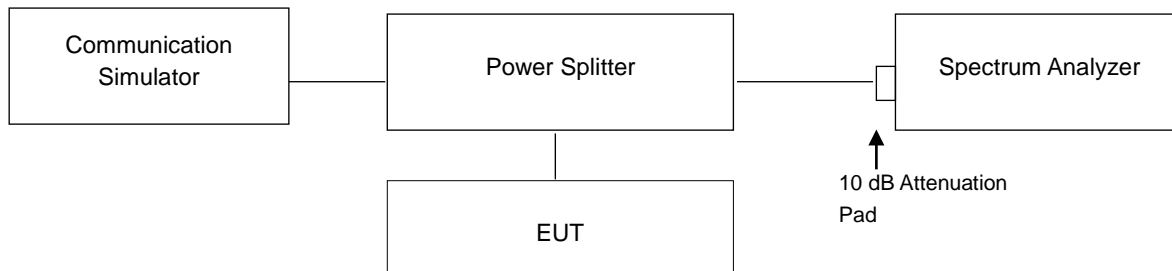 Communication
Simulator
Power Splitter
Spectrum Analyzer
10 dB Attenuation
Pad
EUT